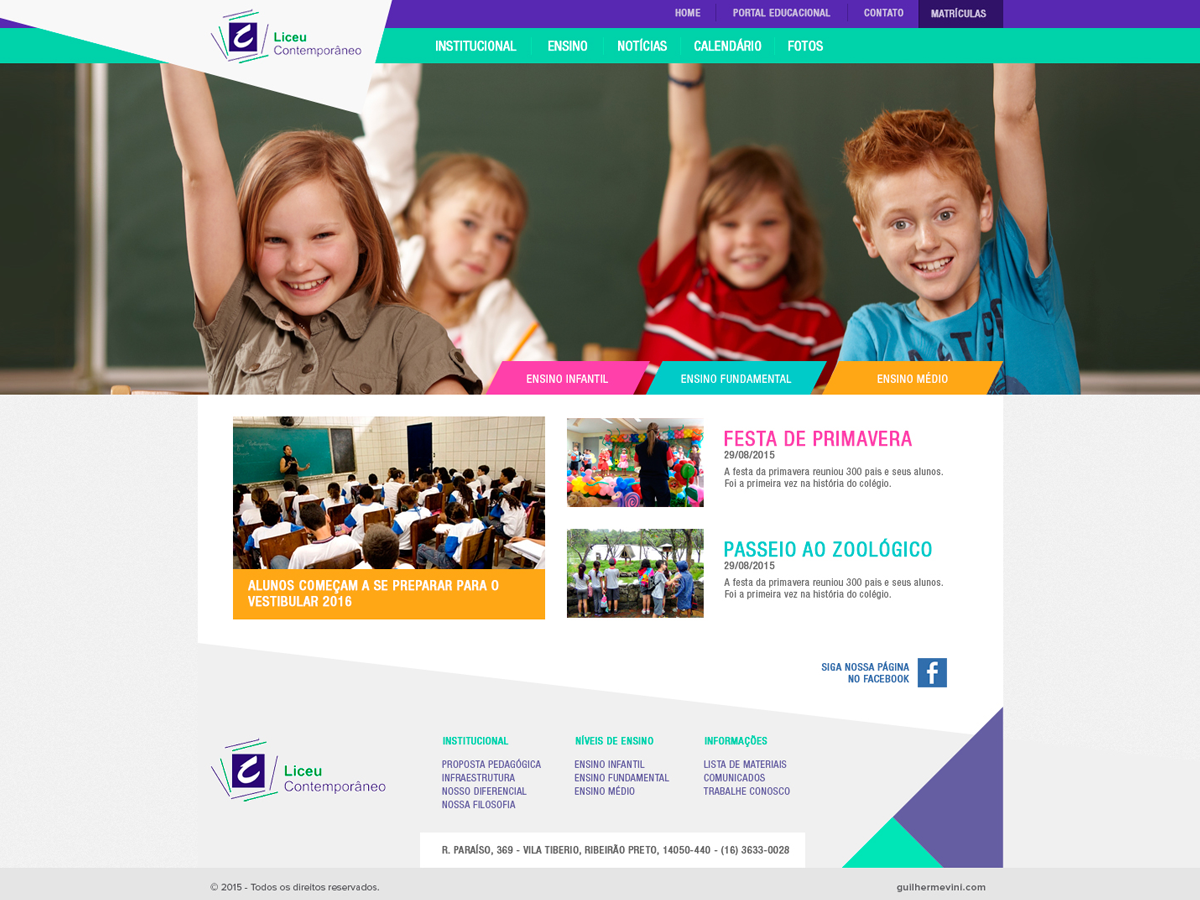 HOME
PORTAL EDUCACIONAL
CONTATO
MATRÍCULAS
Liceu
Contemporâneo
INSTITUCIONAL
ENSINO
NOTÍCIAS
CALENDÁRIO
FOTOS
ENSINO INFANTIL
ENSINO FUNDAMENTAL
ENSINO MÉDIO
ALUNOS COMEÇAM A SE PREPARAR PARA O
VESTIBULAR 2016
FESTA DE PRIMAVERA
29/08/2015
A festa da primavera reuniou 300 pais e seus alunos.
Foi a primeira vez na história do colégio.
PASSEIO AO ZOOLÓGICO
29/08/2015
A festa da primavera reuniou 300 pais e seus alunos.
Foi a primeira vez na história do colégio.
SIGA NOSSA PÁGINA
NO FACEBOOK
Liceu
Contemporâneo
INSTITUCIONAL
PROPOSTA PEDAGÓGICA
INFRAESTRUTURA
NOSSO DIFERENCIAL
NOSSA FILOSOFIA
NÍVEIS DE ENSINO
ENSINO INFANTIL
ENSINO FUNDAMENTAL
ENSINO MÉDIO
INFORMAÇÕES
LISTA DE MATERIAIS
COMUNICADOS
TRABALHE CONOSCO
R. PARAÍSO, 369 - VILA TIBERIO, RIBEIRÃO PRETO, 14050-440 - (16) 3633-0028
© 2015 - Todos os direitos reservados.
guilhermevini.com